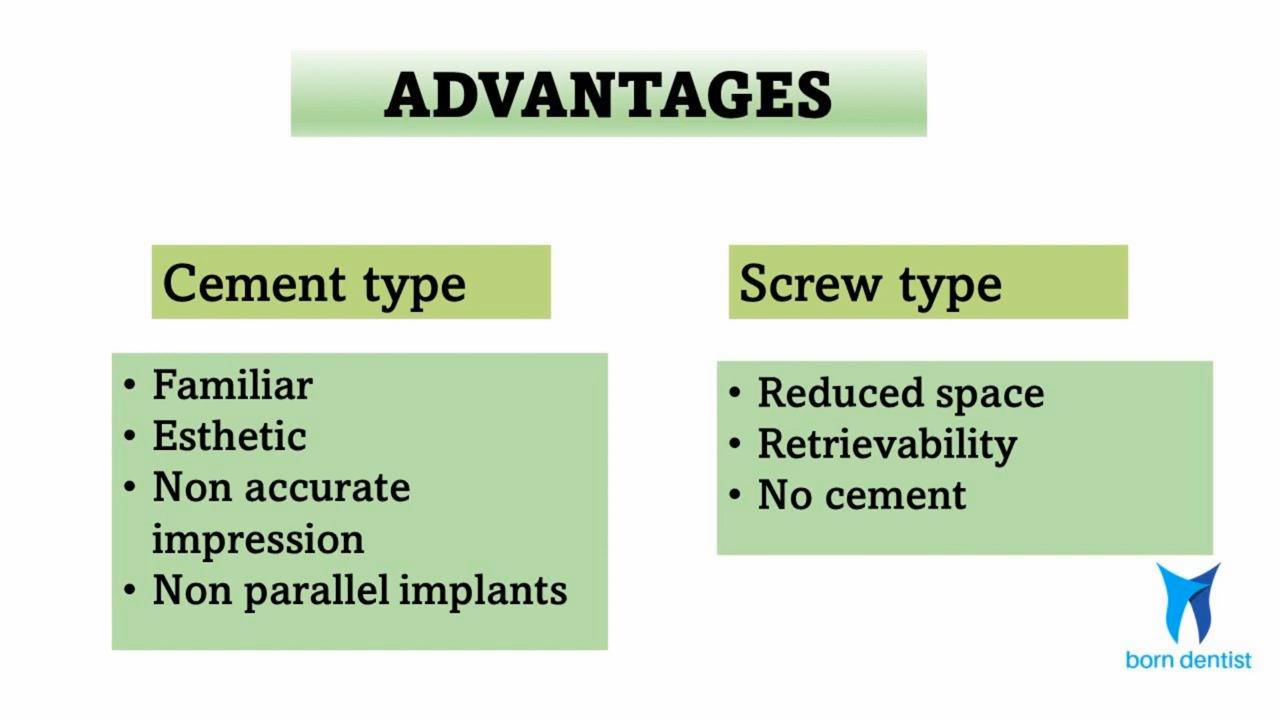 ADVANTAGES
Cement type
• Familiar
• Esthetic
• Non accurate
impression
• Non parallel implants
Screw type
• Reduced space
• Retrievability
• No cement
born dentist